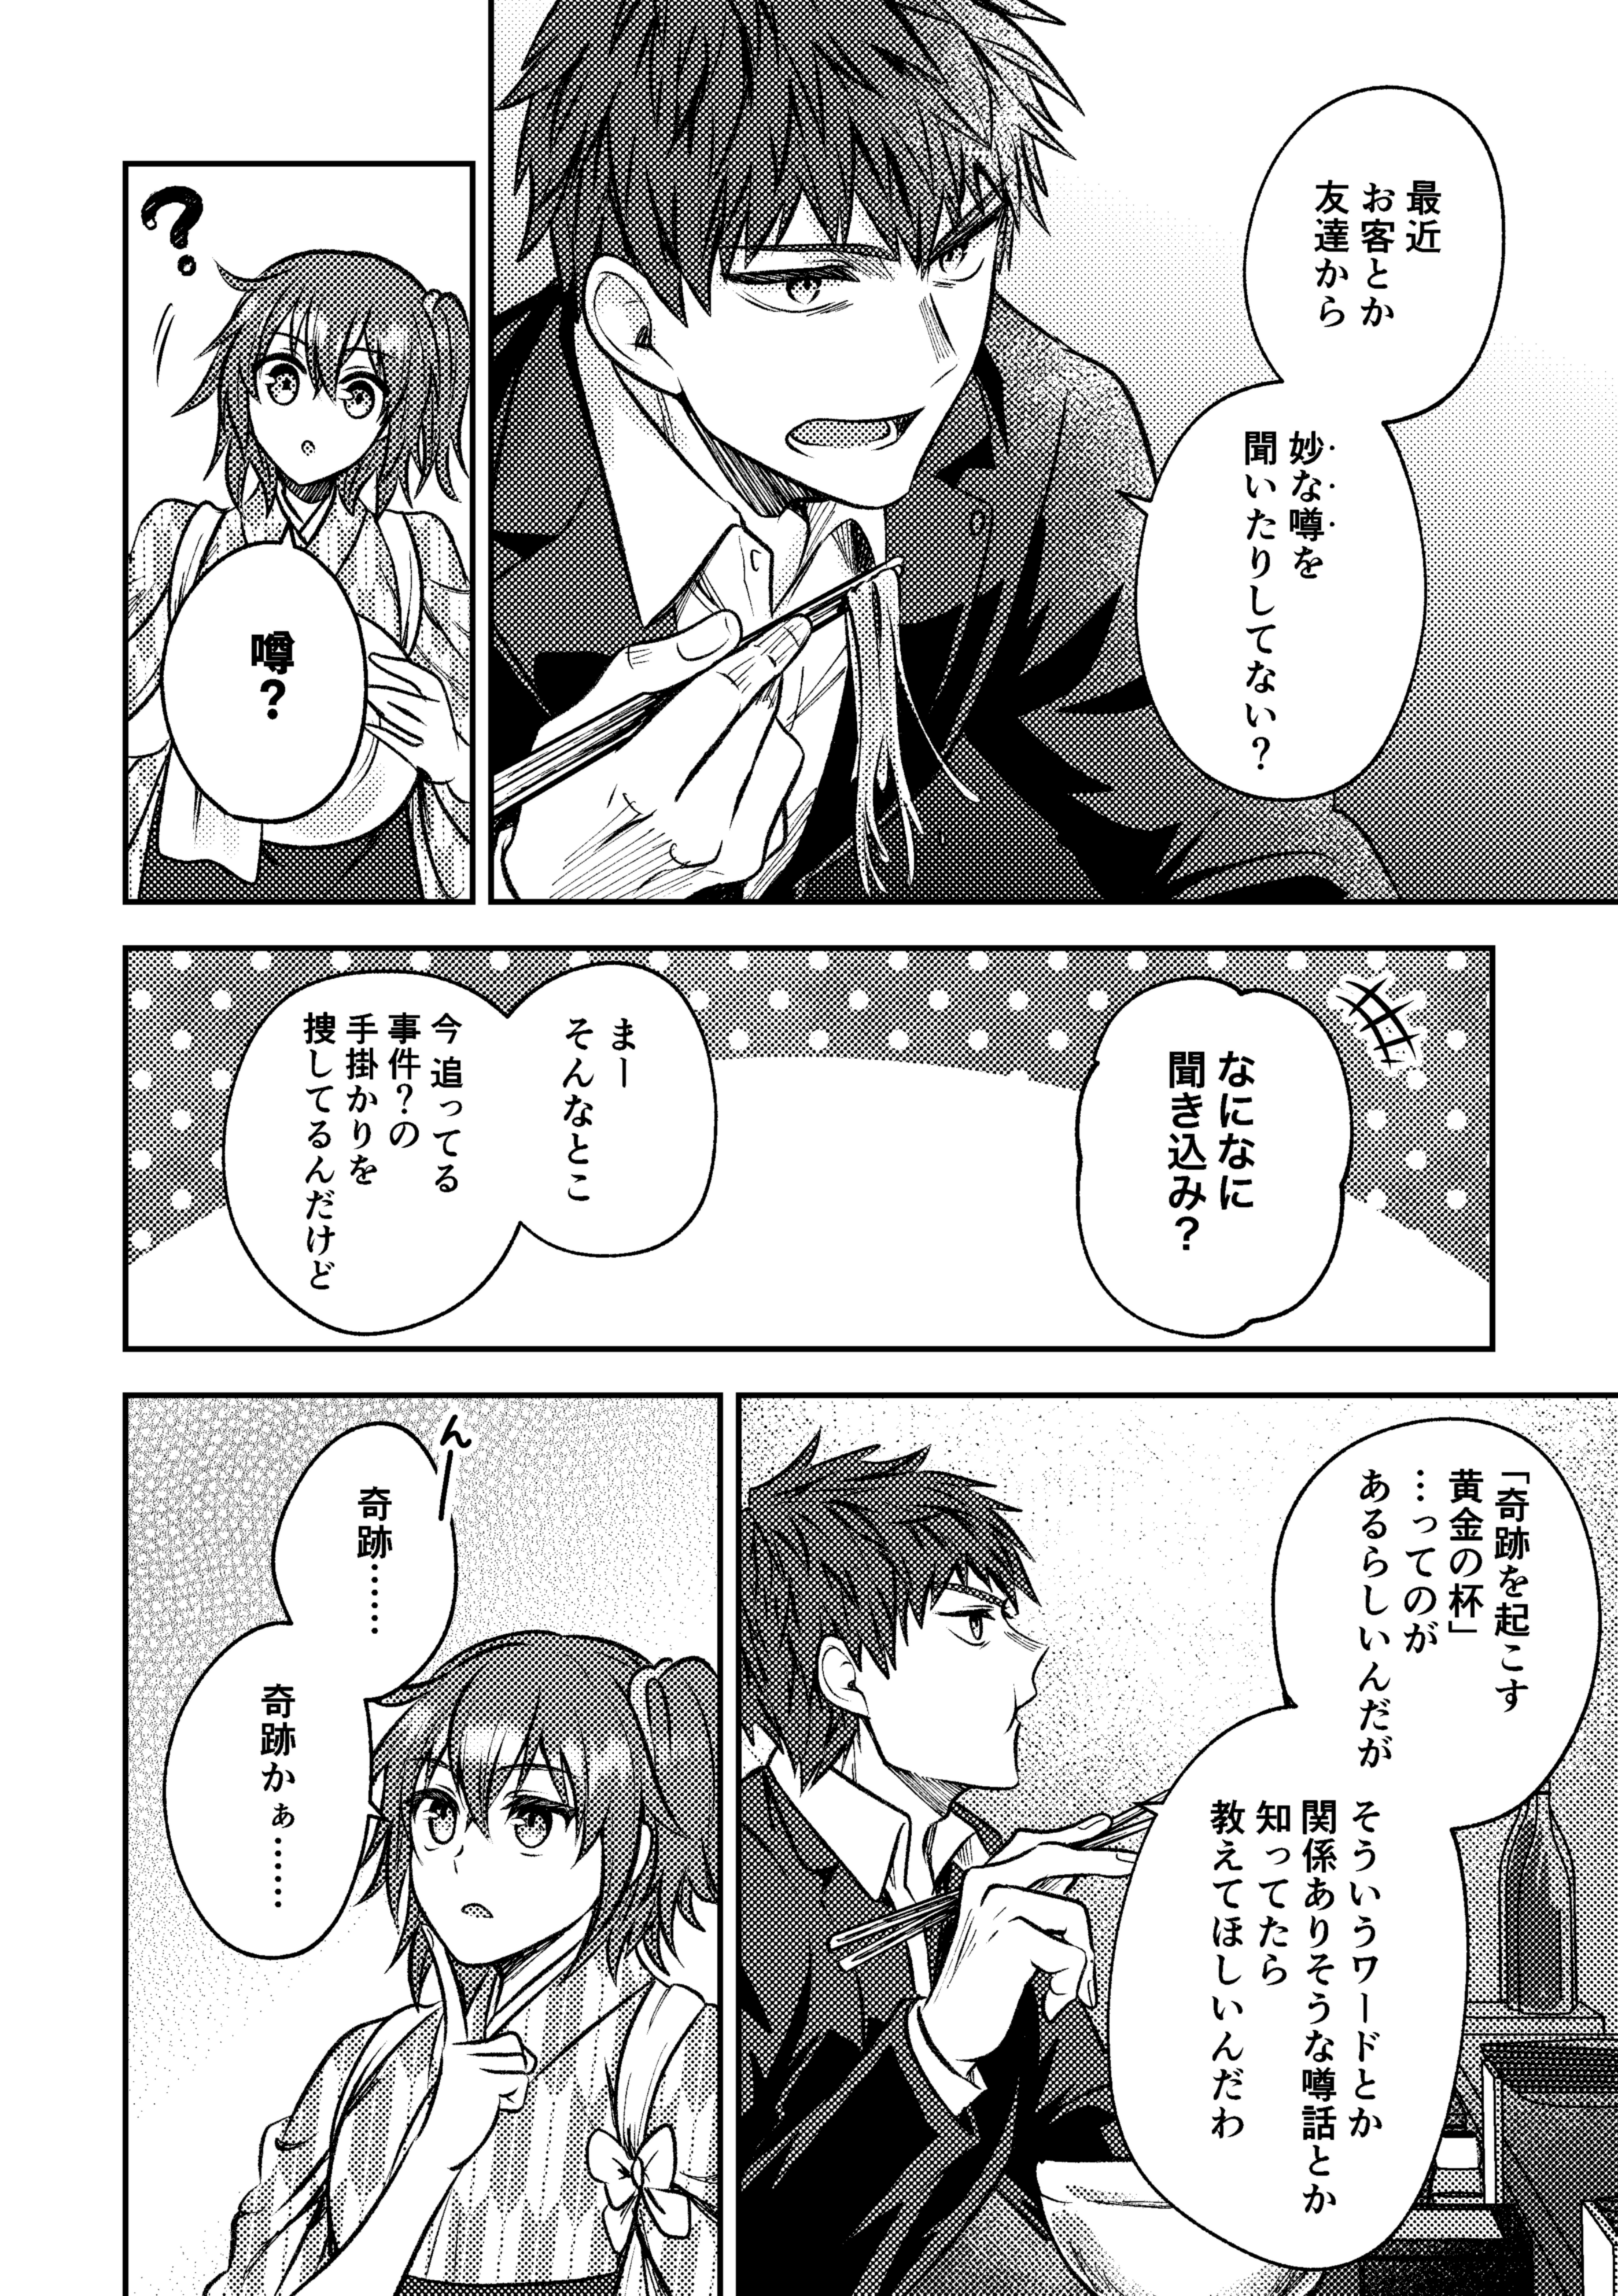 最近
お客とか
友達から
妙な噂を
聞いたりしてない？
？
噂？
なになに
聞き込み？
まー
そんなとこ
今 追ってる
事件？の
手掛かりを
捜してるんだけど
「奇跡を起こす
黄金の杯」
…ってのが
あるらしいんだが
そういうワードとか
関係ありそうな噂話とか
知ってたら
教えてほしいんだわ
んー
奇跡……
奇跡かぁ……